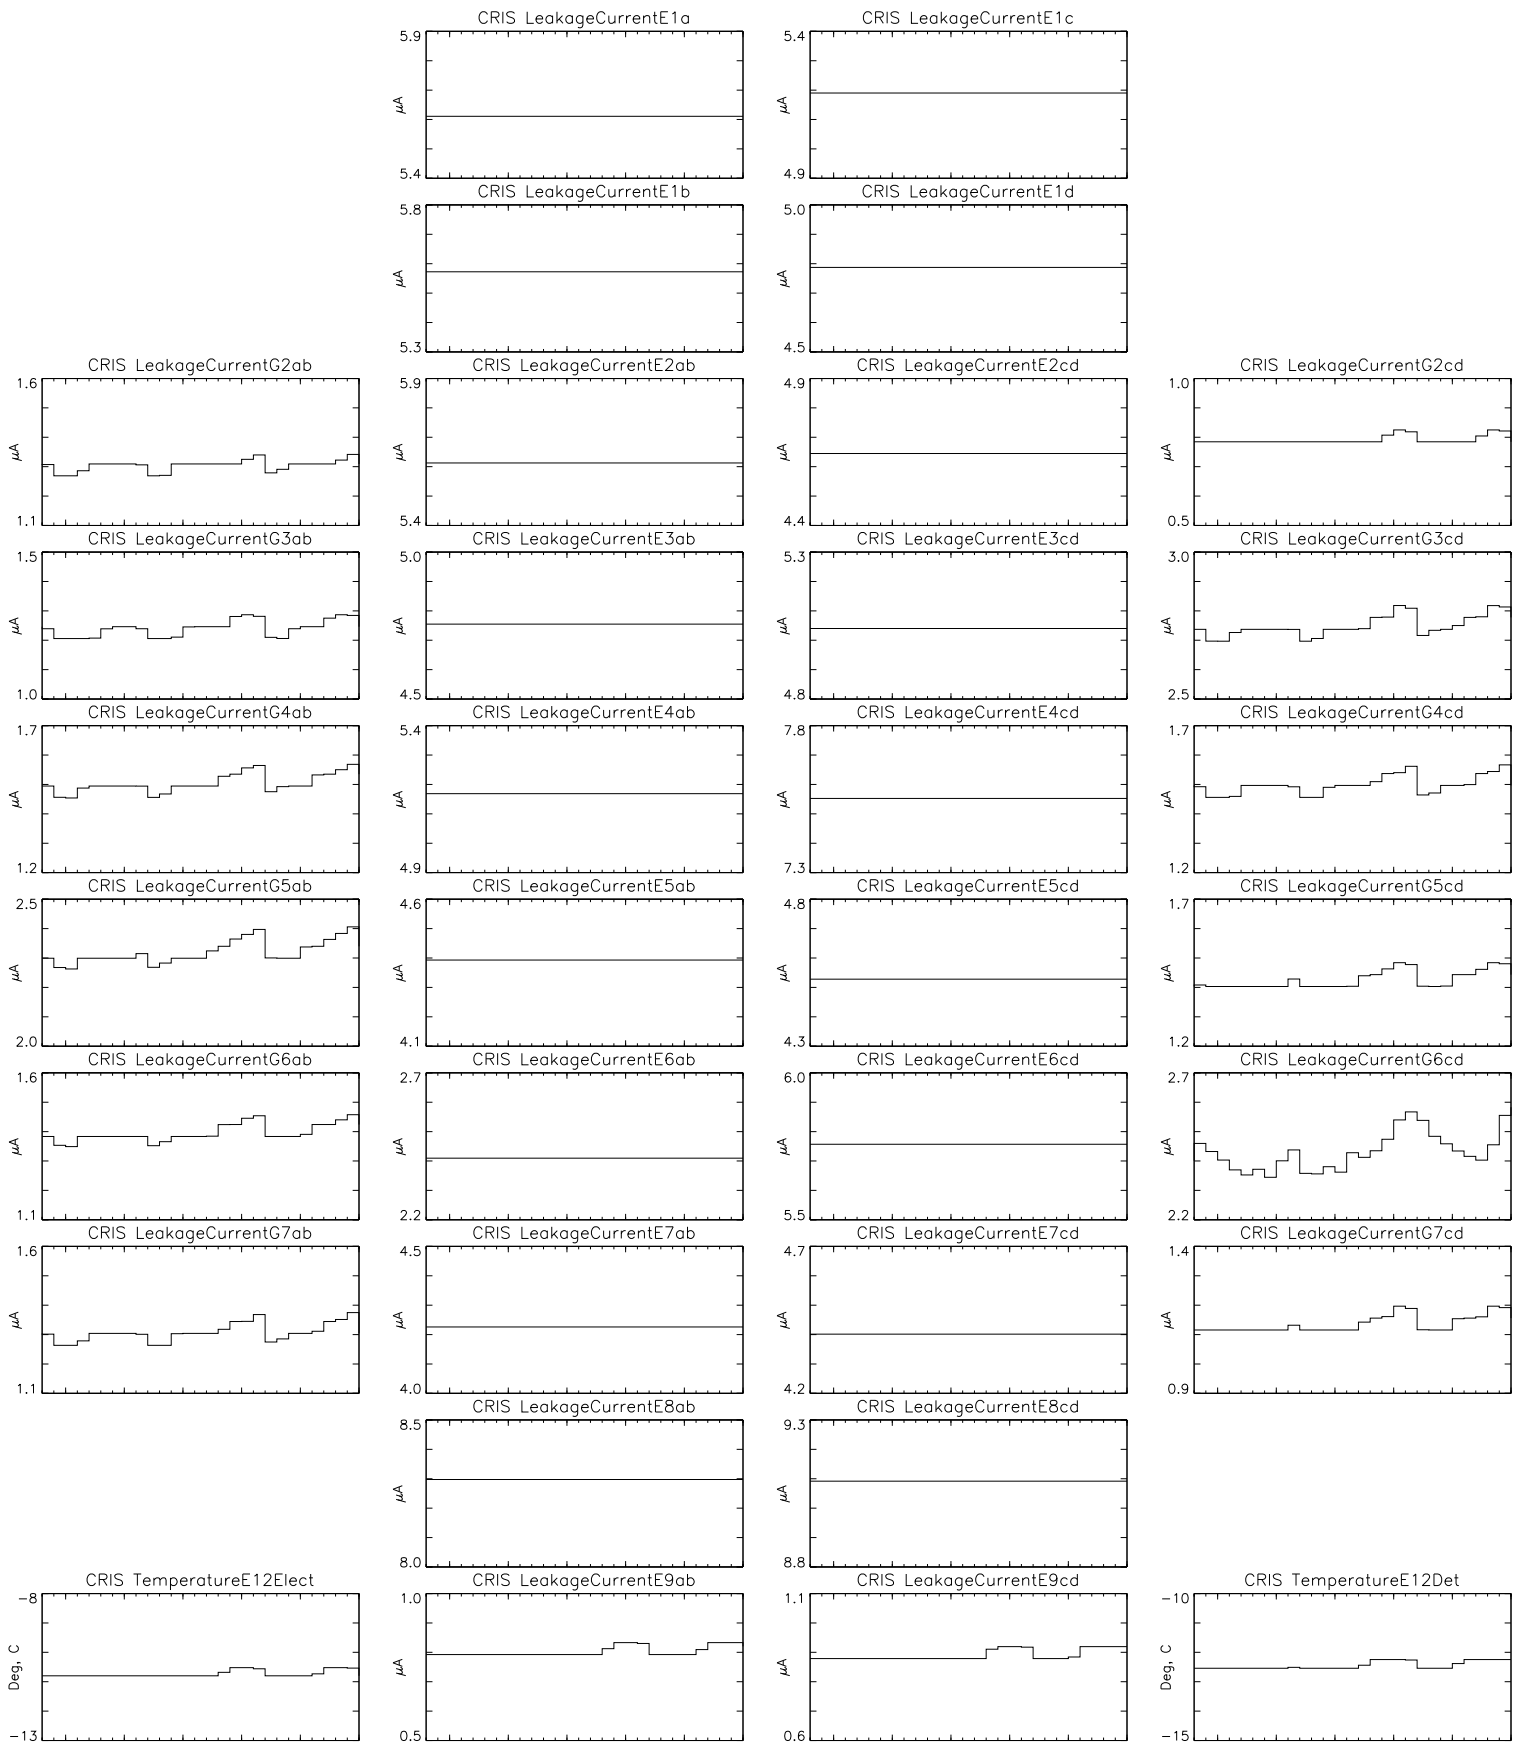 CRIS LeakageCurrentE1a
5.9
μA
5.4
CRIS LeakageCurrentE1c
5.4
μA
4.9
CRIS LeakageCurrentE1b
5.8
μA
5.3
CRIS LeakageCurrentE1d
5.0
μA
4.5
CRIS LeakageCurrentG2ab
1.6
μA
1.1
CRIS LeakageCurrentE2ab
5.9
μA
5.4
CRIS LeakageCurrentE2cd
4.9
μA
4.4
CRIS LeakageCurrentG2cd
1.0
μA
0.5
CRIS LeakageCurrentG3ab
1.5
μA
1.0
CRIS LeakageCurrentE3ab
5.0
μA
4.5
CRIS LeakageCurrentE3cd
5.3
μA
4.8
CRIS LeakageCurrentG3cd
3.0
μA
2.5
CRIS LeakageCurrentG4ab
1.7
μA
1.2
CRIS LeakageCurrentE4ab
5.4
μA
4.9
CRIS LeakageCurrentE4cd
7.8
μA
7.3
CRIS LeakageCurrentG4cd
1.7
μA
1.2
CRIS LeakageCurrentG5ab
2.5
μA
2.0
CRIS LeakageCurrentE5ab
4.6
μA
4.1
CRIS LeakageCurrentE5cd
4.8
μA
4.3
CRIS LeakageCurrentG5cd
1.7
μA
1.2
CRIS LeakageCurrentG6ab
1.6
μA
1.1
CRIS LeakageCurrentE6ab
2.7
μA
2.2
CRIS LeakageCurrentE6cd
6.0
μA
5.5
CRIS LeakageCurrentG6cd
2.7
μA
2.2
CRIS LeakageCurrentG7ab
1.6
μA
1.1
CRIS LeakageCurrentE7ab
4.5
μA
4.0
CRIS LeakageCurrentE7cd
4.7
μA
4.2
CRIS LeakageCurrentG7cd
1.4
μA
0.9
CRIS LeakageCurrentE8ab
8.5
μA
8.0
CRIS LeakageCurrentE8cd
9.3
μA
8.8
CRIS TemperatureE12Elect
−8
Deg, C
−13
CRIS LeakageCurrentE9ab
1.0
μA
0.5
CRIS LeakageCurrentE9cd
1.1
μA
0.6
CRIS TemperatureE12Det
−10
Deg, C
−15